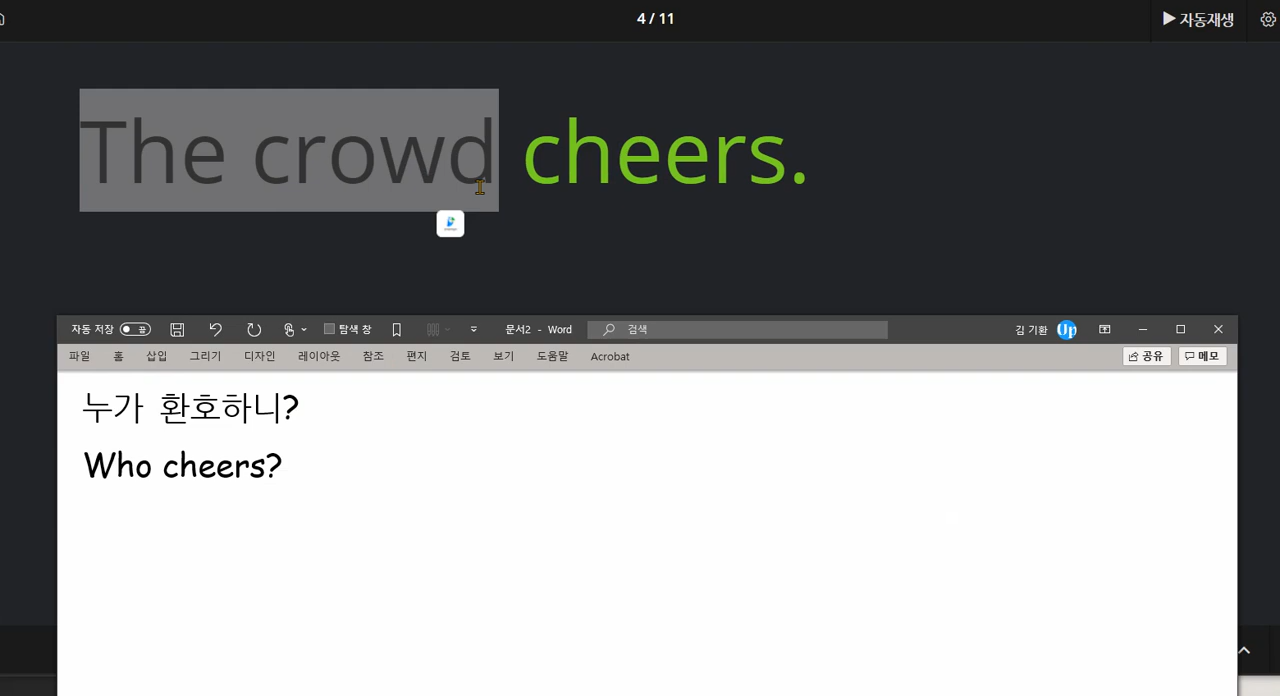 4 / 11
자동재생
The crowd cheers.
자동 저장
끔
탐색 창
문서2 - Word
검색
김 기환
Up
파일 홈 삽입 그리기 디자인 레이아웃 참조 편지 검토 보기 도움말 Acrobat
공유
메모
누가 환호하니?
Who cheers?